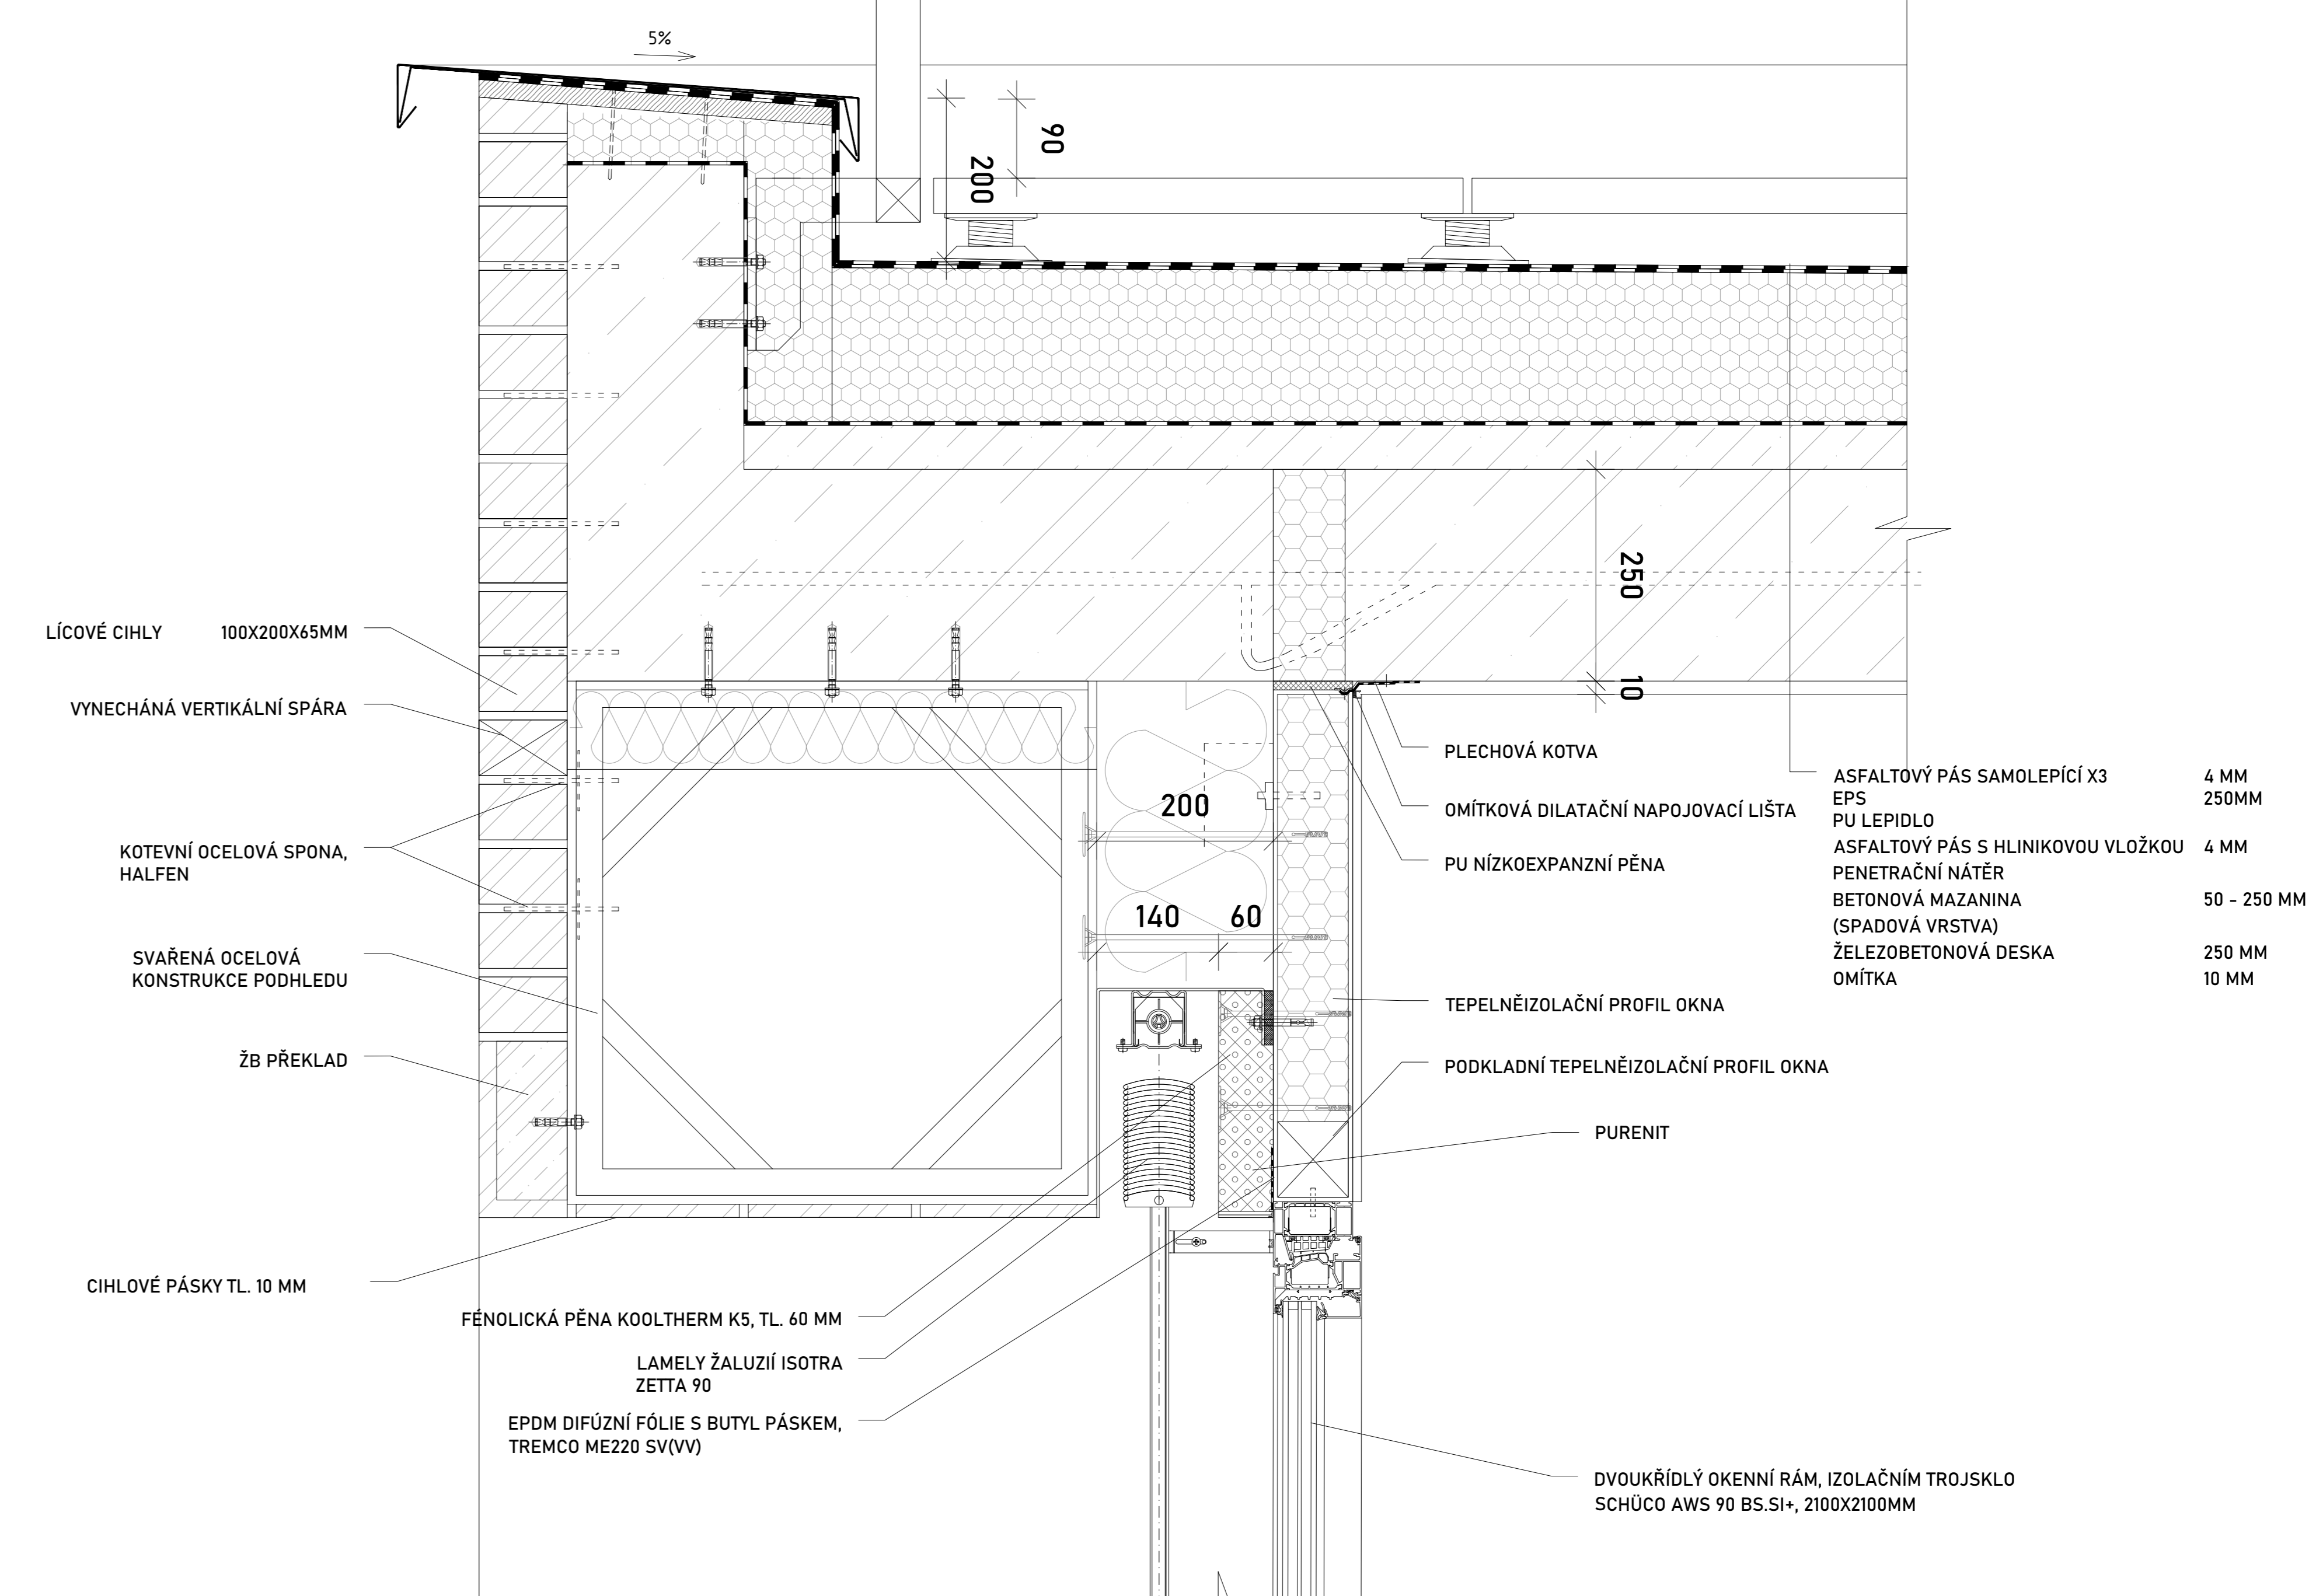 5%
90
200
250
10
LÍCOVÉ CIHLY 100X200X65MM
VYNECHÁNÁ VERTIKÁLNÍ SPÁRA
KOTEVNÍ OCELOVÁ SPONA,
HALFEN
SVAŘENÁ OCELOVÁ
KONSTRUKCE PODHLEDU
ŽB PŘEKLAD
CIHLOVÉ PÁSKY TL. 10 MM
FÉNOLICKÁ PĚNA KOOLTHERM K5, TL. 60 MM
LAMELY ŽALUZIÍ ISOTRA
ZETTA 90
EPDM DIFÚZNÍ FÓLIE S BUTYL PÁSKEM,
TREMCO ME220 SV(VV)
200
140 60
PLECHOVÁ KOTVA
OMÍTKOVÁ DILATAČNÍ NAPOJOVACÍ LIŠTA
PU NÍZKOEXPANZNÍ PĚNA
TEPELNĚIZOLAČNÍ PROFIL OKNA
PODKLADNÍ TEPELNĚIZOLAČNÍ PROFIL OKNA
PURENIT
DVOUKŘÍDLÝ OKENNÍ RÁM, IZOLAČNÍM TROJSKLO
SCHÜCO AWS 90 BS.SI+, 2100X2100MM
ASFALTOVÝ PÁS SAMOLEPÍCÍ X3 4 MM
EPS 250MM
PU LEPIDLO
ASFALTOVÝ PÁS S HLINIKOVOU VLOŽKOU 4 MM
PENETRAČNÍ NÁTĚR
BETONOVÁ MAZANINA 50 - 250 MM
(SPADOVÁ VRSTVA)
ŽELEZOBETONOVÁ DESKA 250 MM
OMÍTKA 10 MM